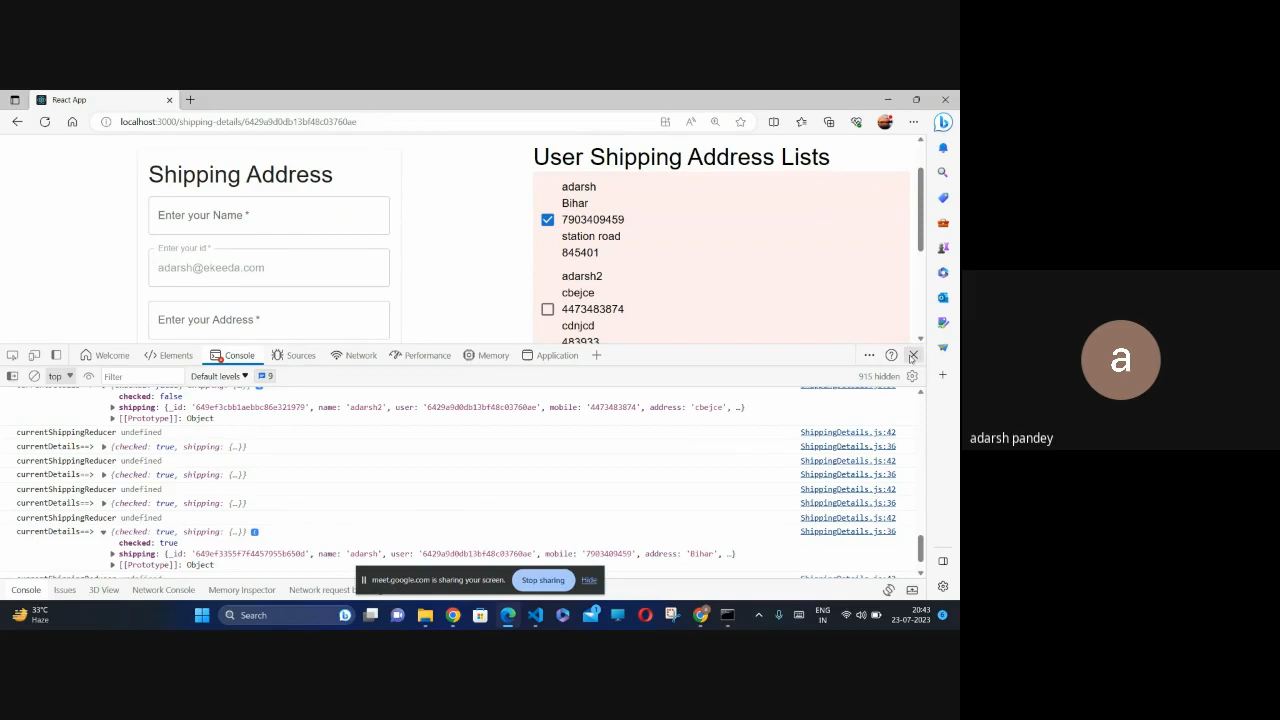 React App
localhost:3000/shipping-details/6429a9d0db13bf48c03760ae
Shipping Address
Enter your Name *
Enter your id *
adarsh@ekeeda.com
Enter your Address *
User Shipping Address Lists
adarsh
Bihar
7903409459
station road
845401
adarsh2
cbejce
4473483874
cdnjcd
483933
Welcome Elements Console Sources Network Performance Memory Application
top Filter Default levels 9 915 hidden
checked: false
shipping: {_id: '649ef3cbb1aebbc86e321979', name: 'adarsh2', user: '6429a9d0db13bf48c03760ae', mobile: '4473483874', address: 'cbejce', …}
[[Prototype]]: Object
currentShippingReducer undefined ShippingDetails.js:42
currentDetails==> {checked: true, shipping: {…}} ShippingDetails.js:36
currentShippingReducer undefined ShippingDetails.js:42
currentDetails==> {checked: true, shipping: {…}} ShippingDetails.js:36
currentShippingReducer undefined ShippingDetails.js:42
currentDetails==> {checked: true, shipping: {…}} ShippingDetails.js:36
currentShippingReducer undefined ShippingDetails.js:42
currentDetails==> {checked: true, shipping: {…}} ShippingDetails.js:36
checked: true
shipping: {_id: '649ef3355f7f4457955b650d', name: 'adarsh', user: '6429a9d0db13bf48c03760ae', mobile: '7903409459', address: 'Bihar', …}
[[Prototype]]: Object
meet.google.com is sharing your screen. Stop sharing Hide
Console Issues 3D View Network Console Memory Inspector Network request
33°C
Haze
Search
ENG
IN
20:43
23-07-2023
a
adarsh pandey